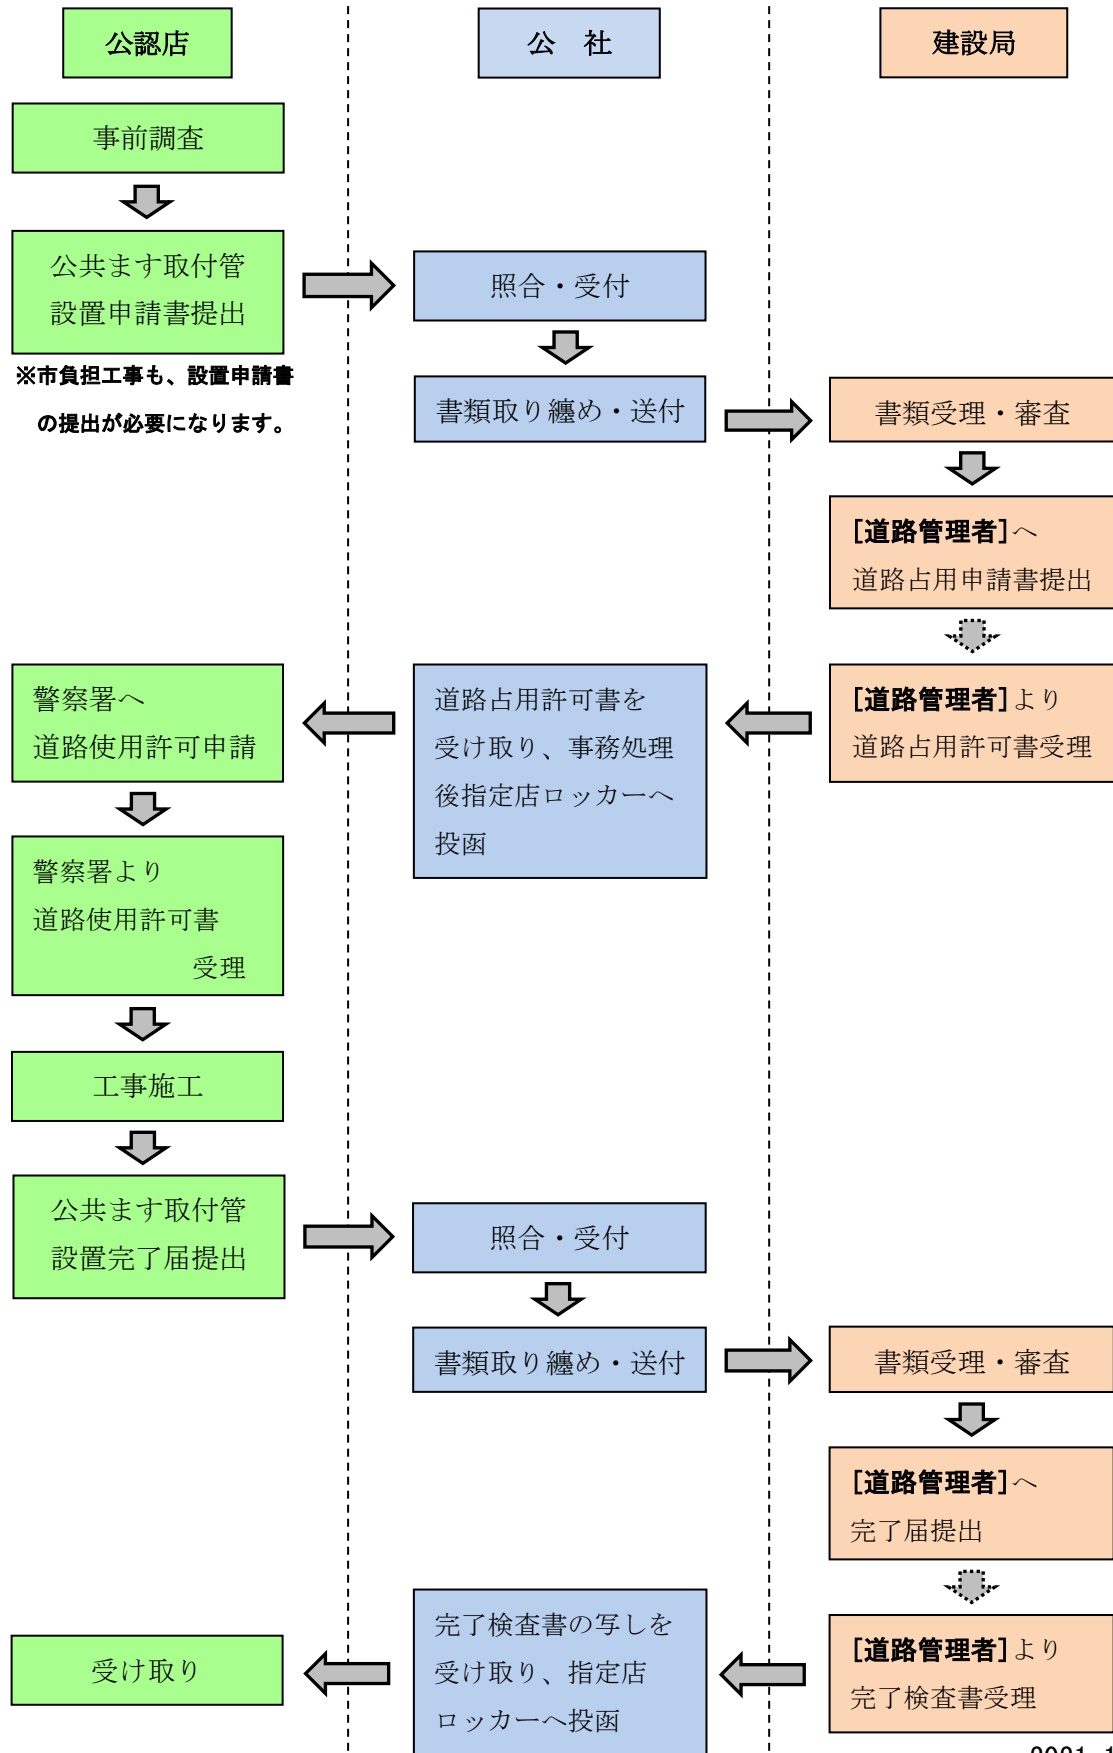 公認店
公　社
建設局
事前調査
公共ます取付管
設置申請書提出
※市負担工事も、設置申請書
の提出が必要になります。
照合・受付
書類取り纏め・送付
書類受理・審査
[道路管理者]へ
道路占用申請書提出
[道路管理者]より
道路占用許可書受理
道路占用許可書を
受け取り、事務処理
後指定店ロッカーへ
投函
警察署へ
道路使用許可申請
警察署より
道路使用許可書
受理
工事施工
公共ます取付管
設置完了届提出
照合・受付
書類取り纏め・送付
書類受理・審査
[道路管理者]へ
完了届提出
[道路管理者]より
完了検査書受理
完了検査書の写しを
受け取り、指定店
ロッカーへ投函
受け取り